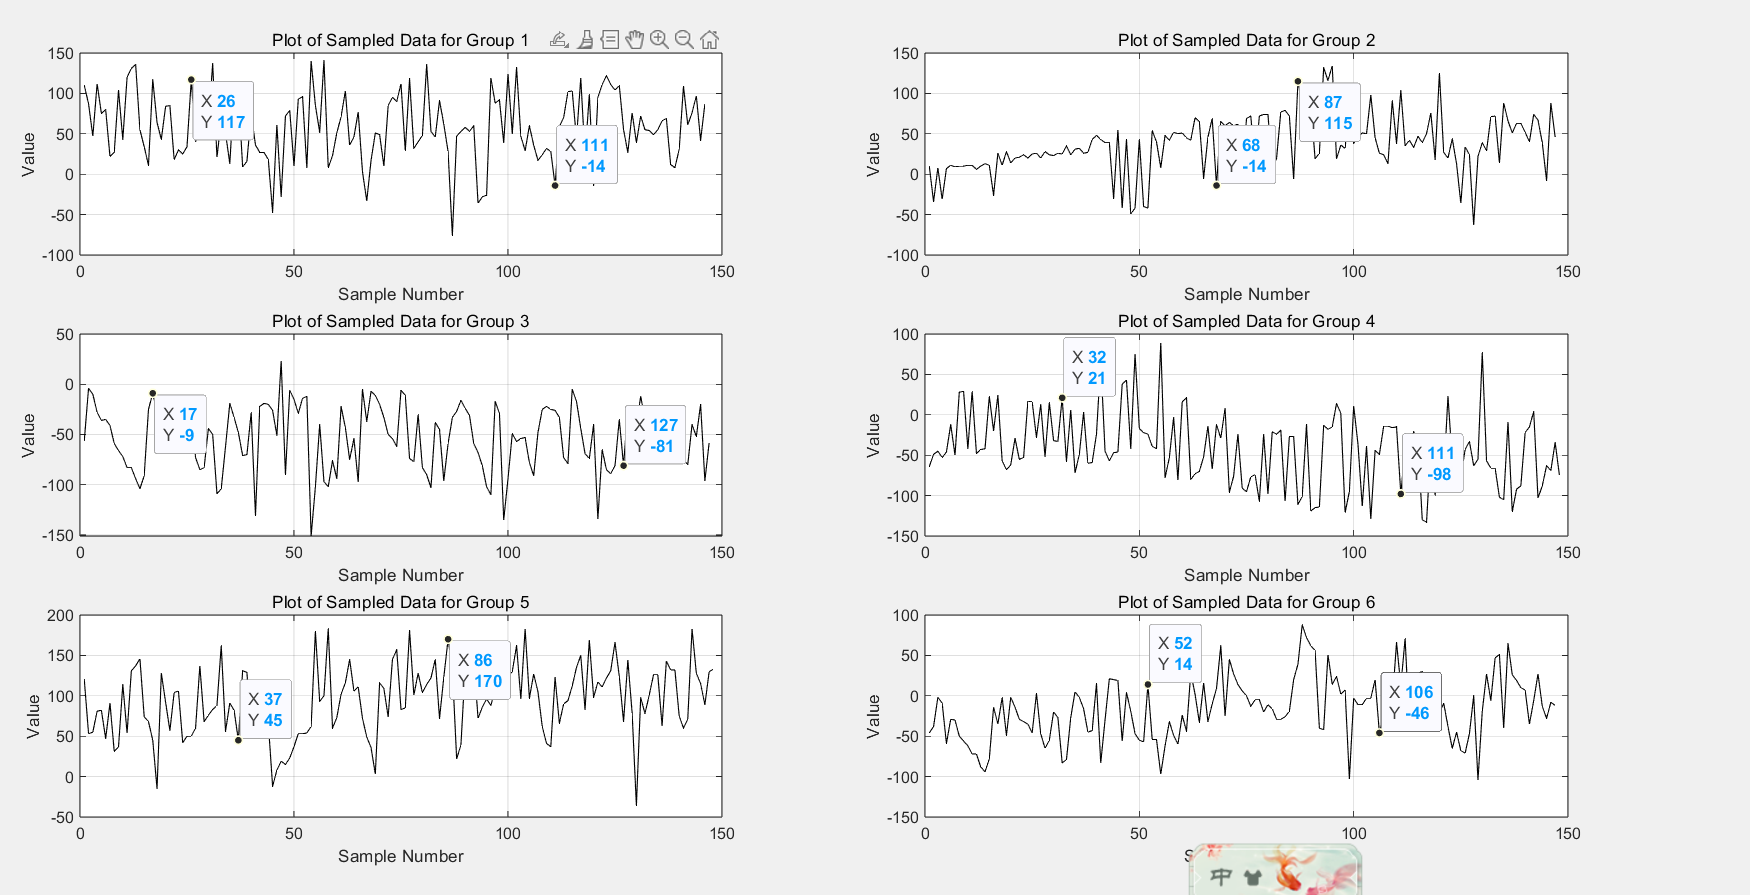 Plot of Sampled Data for Group 1
150
100
50
0
-50
-100
Value
X 26
Y 117
X 111
Y -14
0
50
100
150
Sample Number
Plot of Sampled Data for Group 2
150
100
50
0
-50
-100
Value
X 87
Y 115
X 68
Y -14
0
50
100
150
Sample Number
Plot of Sampled Data for Group 3
50
0
-50
-100
-150
Value
X 17
Y -9
X 127
Y -81
0
50
100
150
Sample Number
Plot of Sampled Data for Group 4
100
50
0
-50
-100
-150
Value
X 32
Y 21
X 111
Y -98
0
50
100
150
Sample Number
Plot of Sampled Data for Group 5
200
150
100
50
0
-50
Value
X 86
Y 170
X 37
Y 45
0
50
100
150
Sample Number
Plot of Sampled Data for Group 6
100
50
0
-50
-100
-150
Value
X 52
Y 14
X 106
Y -46
0
50
100
150
中